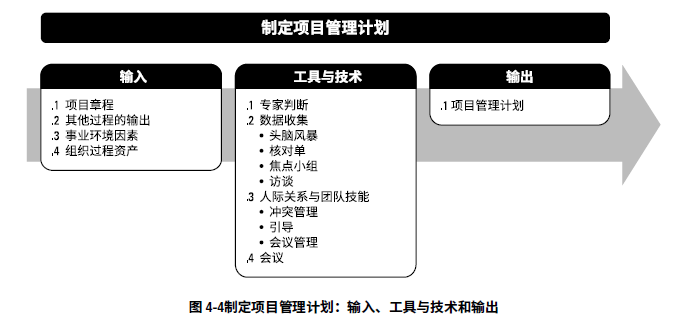 制定项目管理计划
输入
.1 项目章程
.2 其他过程的输出
.3 事业环境因素
.4 组织过程资产
工具与技术
.1 专家判断
.2 数据收集
• 头脑风暴
• 核对单
• 焦点小组
• 访谈
.3 人际关系与团队技能
• 冲突管理
• 引导
• 会议管理
.4 会议
输出
.1 项目管理计划
图 4-4制定项目管理计划：输入、工具与技术和输出